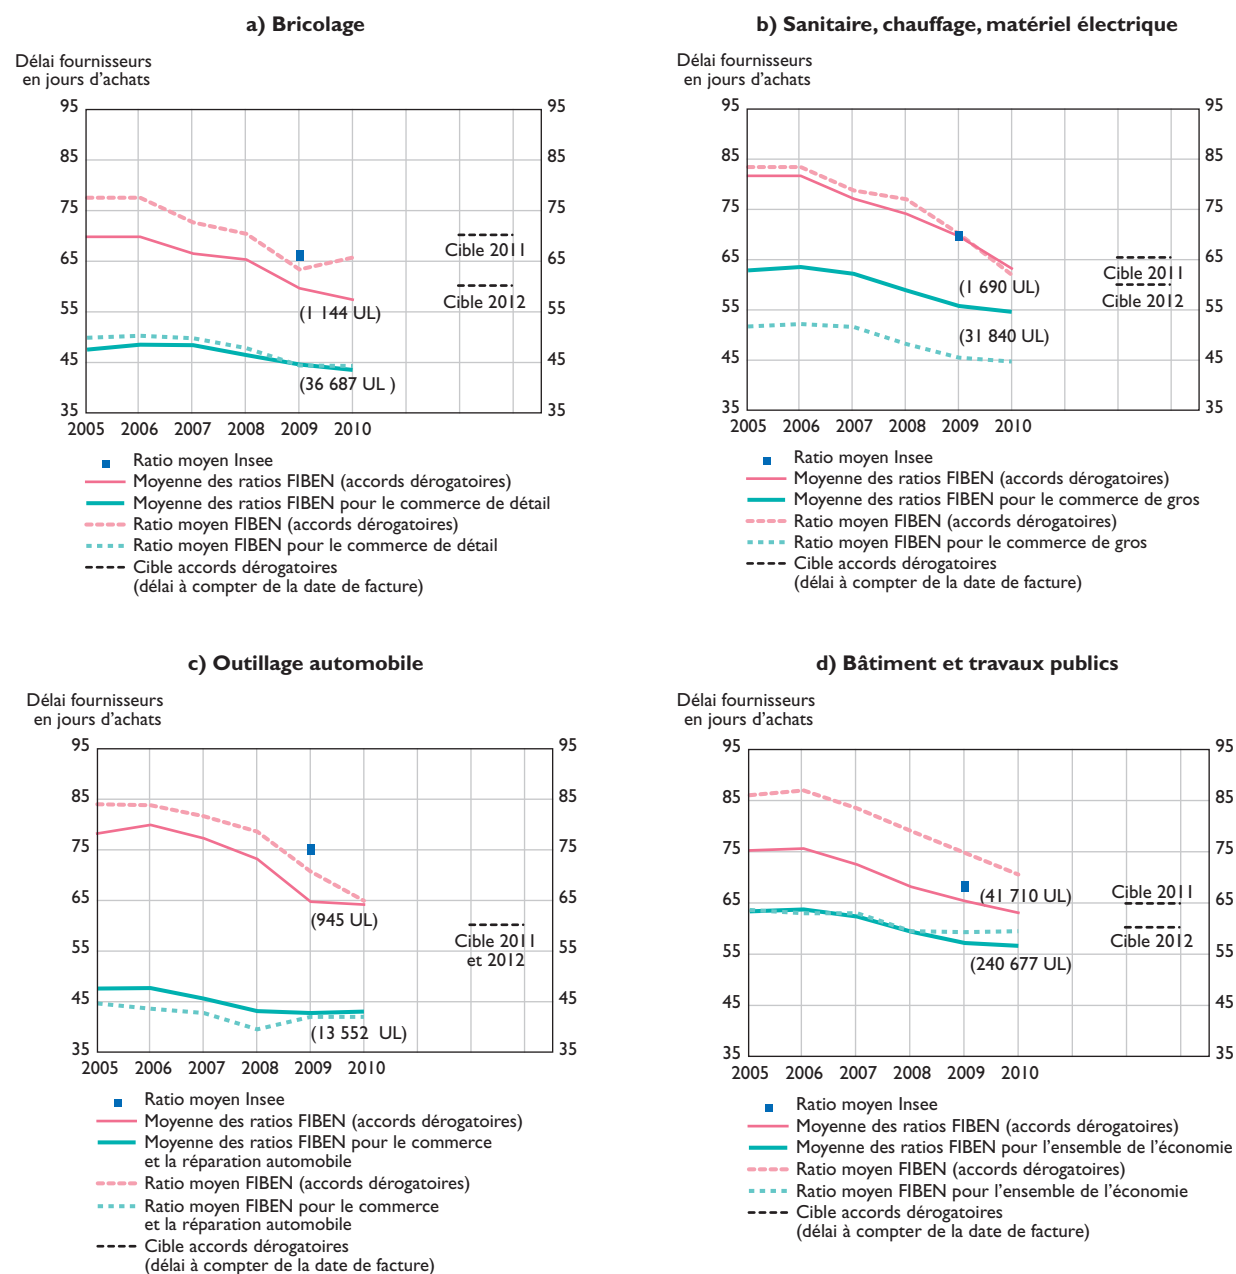 a) Bricolage
Délai fournisseurs
en jours d'achats
95 95
85 85
75 75
Cible 2011
65 65
Cible 2012
55 55
(1 144 UL)
45 45
(36 687 UL )
35 35
2005 2006 2007 2008 2009 2010
Ratio moyen Insee
Moyenne des ratios FIBEN (accords dérogatoires)
Moyenne des ratios FIBEN pour le commerce de détail
Ratio moyen FIBEN (accords dérogatoires)
Ratio moyen FIBEN pour le commerce de détail
Cible accords dérogatoires
(délai à compter de la date de facture)
b) Sanitaire, chauffage, matériel électrique
Délai fournisseurs
en jours d'achats
95 95
85 85
75 75
65 65
Cible 2011
(1 690 UL)
Cible 2012
55 55
(31 840 UL)
45 45
35 35
2005 2006 2007 2008 2009 2010
Ratio moyen Insee
Moyenne des ratios FIBEN (accords dérogatoires)
Moyenne des ratios FIBEN pour le commerce de gros
Ratio moyen FIBEN (accords dérogatoires)
Ratio moyen FIBEN pour le commerce de gros
Cible accords dérogatoires
(délai à compter de la date de facture)
c) Outillage automobile
Délai fournisseurs
en jours d'achats
95 95
85 85
75 75
65 65
(945 UL)
Cible 2011
et 2012
55 55
45 45
(13 552 UL)
35 35
2005 2006 2007 2008 2009 2010
Ratio moyen Insee
Moyenne des ratios FIBEN (accords dérogatoires)
Moyenne des ratios FIBEN pour le commerce
et la réparation automobile
Ratio moyen FIBEN (accords dérogatoires)
Ratio moyen FIBEN pour le commerce
et la réparation automobile
Cible accords dérogatoires
(délai à compter de la date de facture)
d) Bâtiment et travaux publics
Délai fournisseurs
en jours d'achats
95 95
85 85
75 75
(41 710 UL)
Cible 2011
65 65
Cible 2012
55 55
(240 677 UL)
45 45
35 35
2005 2006 2007 2008 2009 2010
Ratio moyen Insee
Moyenne des ratios FIBEN (accords dérogatoires)
Moyenne des ratios FIBEN pour l'ensemble de l'économie
Ratio moyen FIBEN (accords dérogatoires)
Ratio moyen FIBEN pour l'ensemble de l'économie
Cible accords dérogatoires
(délai à compter de la date de facture)